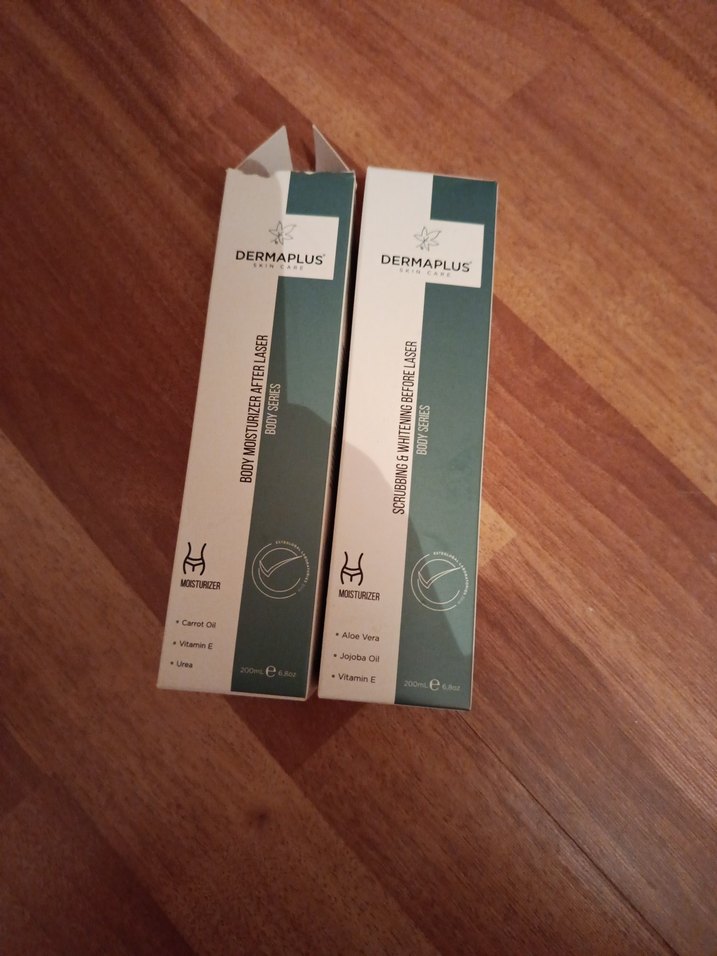 DERMAPLUS
SKIN CARE
BODY MOISTURIZER AFTER LASER
BODY SERIES
MOISTURIZER
• Carrot Oil
• Vitamin E
• Urea
200mL e 6,8oz
DERMAPLUS
SKIN CARE
SCRUBBING & WHITENING BEFORE LASER
BODY SERIES
MOISTURIZER
• Aloe Vera
• Jojoba Oil
• Vitamin E
200mL e 6,8oz